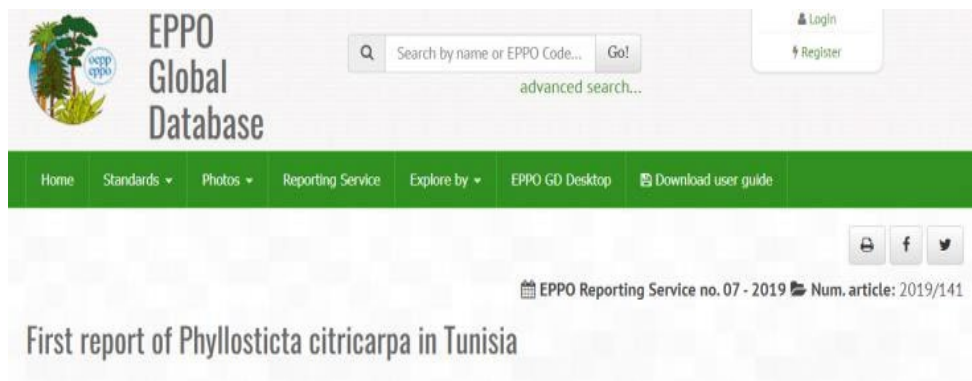 EPPO
Global
Database
oepp
eppo
Search by name or EPPO Code... Go!
advanced search...
Login
Register
Home Standards Photos Reporting Service Explore by EPPO GD Desktop Download user guide
EPPO Reporting Service no. 07 - 2019 Num. article: 2019/141
First report of Phyllosticta citricarpa in Tunisia